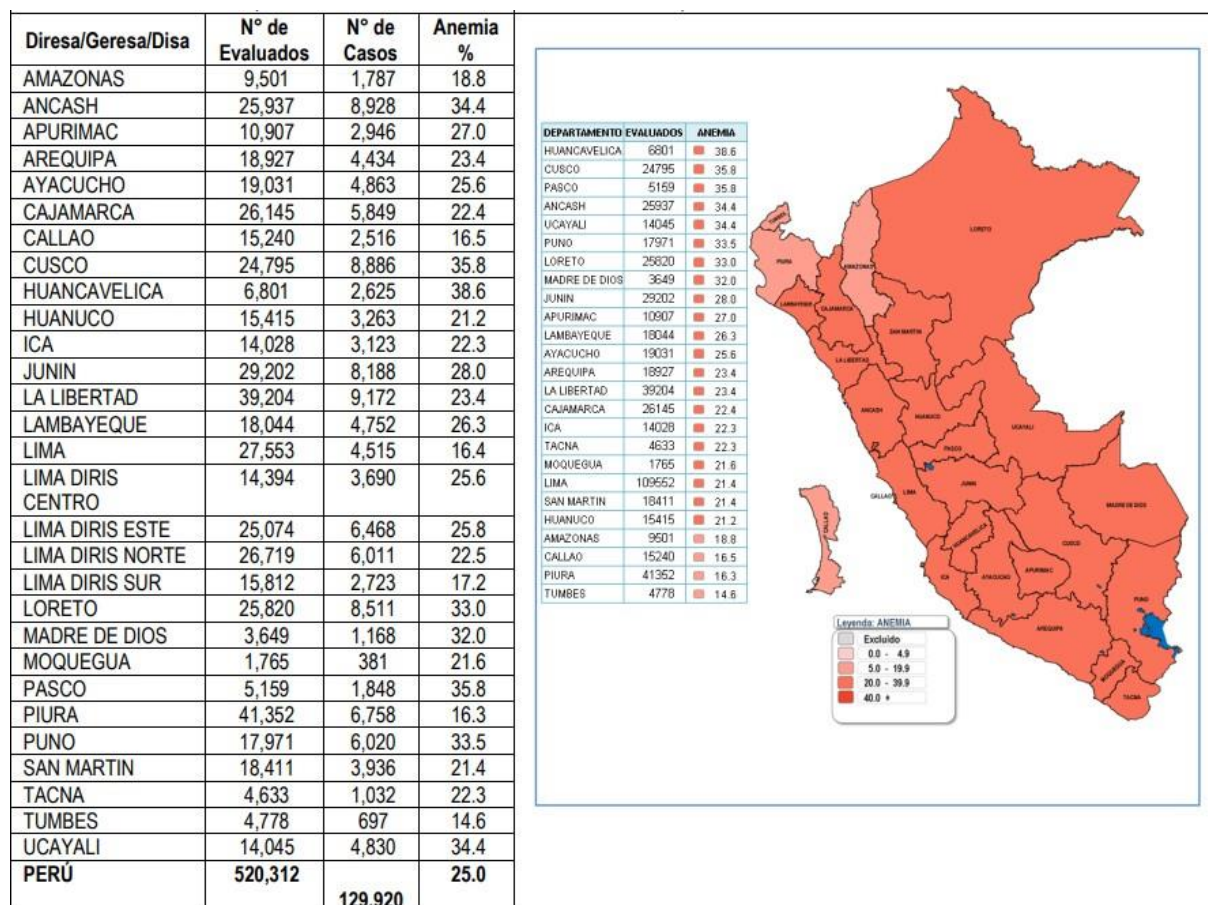 Diresa/Geresa/Disa N° de Evaluados N° de Casos Anemia %
AMAZONAS 9,501 1,787 18.8
ANCASH 25,937 8,928 34.4
APURIMAC 10,907 2,946 27.0
AREQUIPA 18,927 4,434 23.4
AYACUCHO 19,031 4,863 25.6
CAJAMARCA 26,145 5,849 22.4
CALLAO 15,240 2,516 16.5
CUSCO 24,795 8,886 35.8
HUANCAVELICA 6,801 2,625 38.6
HUANUCO 15,415 3,263 21.2
ICA 14,028 3,123 22.3
JUNIN 29,202 8,188 28.0
LA LIBERTAD 39,204 9,172 23.4
LAMBAYEQUE 18,044 4,752 26.3
LIMA 27,553 4,515 16.4
LIMA DIRIS CENTRO 14,394 3,690 25.6
LIMA DIRIS ESTE 25,074 6,468 25.8
LIMA DIRIS NORTE 26,719 6,011 22.5
LIMA DIRIS SUR 15,812 2,723 17.2
LORETO 25,820 8,511 33.0
MADRE DE DIOS 3,649 1,168 32.0
MOQUEGUA 1,765 381 21.6
PASCO 5,159 1,848 35.8
PIURA 41,352 6,758 16.3
PUNO 17,971 6,020 33.5
SAN MARTIN 18,411 3,936 21.4
TACNA 4,633 1,032 22.3
TUMBES 4,778 697 14.6
UCAYALI 14,045 4,830 34.4
PERÚ 520,312 129,920 25.0
DEPARTAMENTO EVALUADOS ANEMIA
HUANCAVELICA 6801 38.6
CUSCO 24795 35.8
PASCO 5159 35.8
ANCASH 25937 34.4
UCAYALI 14045 34.4
PUNO 17971 33.5
LORETO 25820 33.0
MADRE DE DIOS 3649 32.0
JUNIN 29202 28.0
APURIMAC 10907 27.0
LAMBAYEQUE 18044 26.3
AYACUCHO 19031 25.6
AREQUIPA 18927 23.4
LA LIBERTAD 39204 23.4
CAJAMARCA 26145 22.4
ICA 14028 22.3
TACNA 4633 22.3
MOQUEGUA 1765 21.6
LIMA 109552 21.4
SAN MARTIN 18411 21.4
HUANUCO 15415 21.2
AMAZONAS 9501 18.8
CALLAO 15240 16.5
PIURA 41352 16.3
TUMBES 4778 14.6
TUMBES
PIURA
AMAZONAS
LORETO
LAMBAYEQUE
CAJAMARCA
SAN MARTIN
LA LIBERTAD
ANCASH
HUANUCO
UCAYALI
PASCO
CALLAO
LIMA
JUNIN
MADRE DE DIOS
CALLAO
HUANCAVELICA
CUSCO
ICA
AYACUCHO
APURIMAC
PUNO
AREQUIPA
MOQUEGUA
TACNA
Leyenda: ANEMIA
Excluido
0.0 - 4.9
5.0 - 19.9
20.0 - 39.9
40.0 +